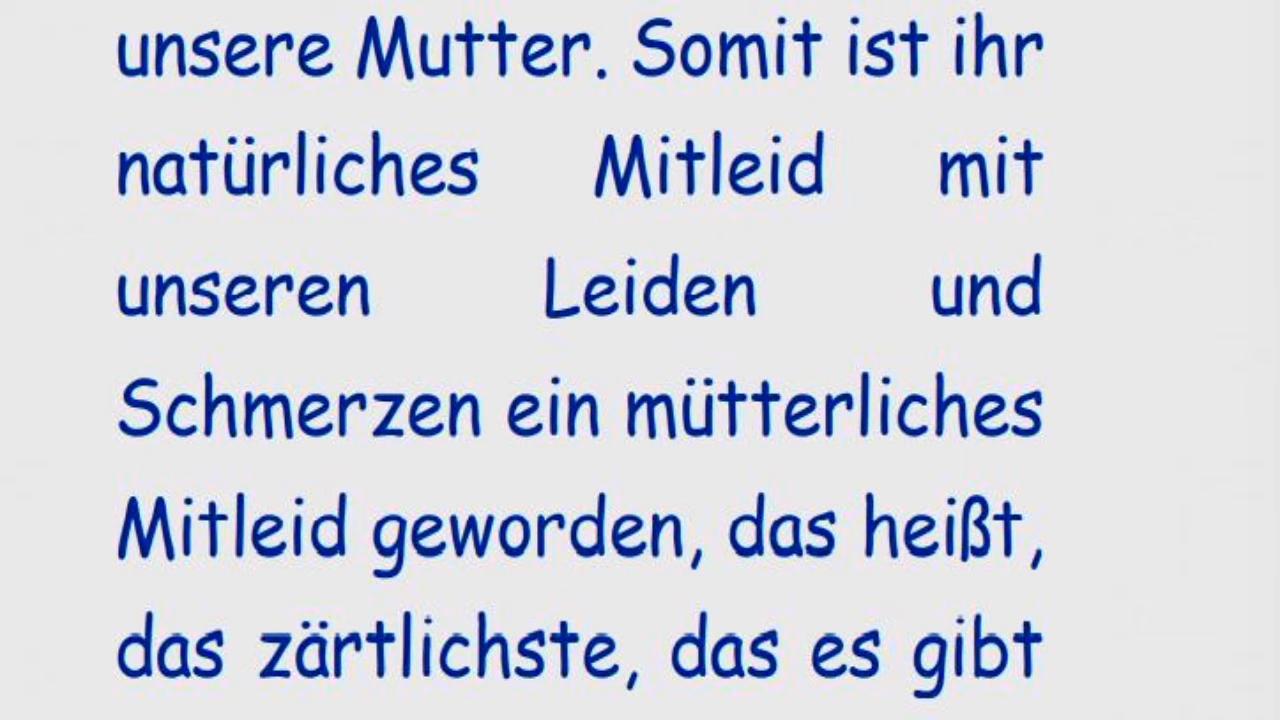 unsere Mutter. Somit ist ihr
natürliches Mitleid mit
unseren Leiden und
Schmerzen ein mütterliches
Mitleid geworden, das heißt,
das zärtlichste, das es gibt